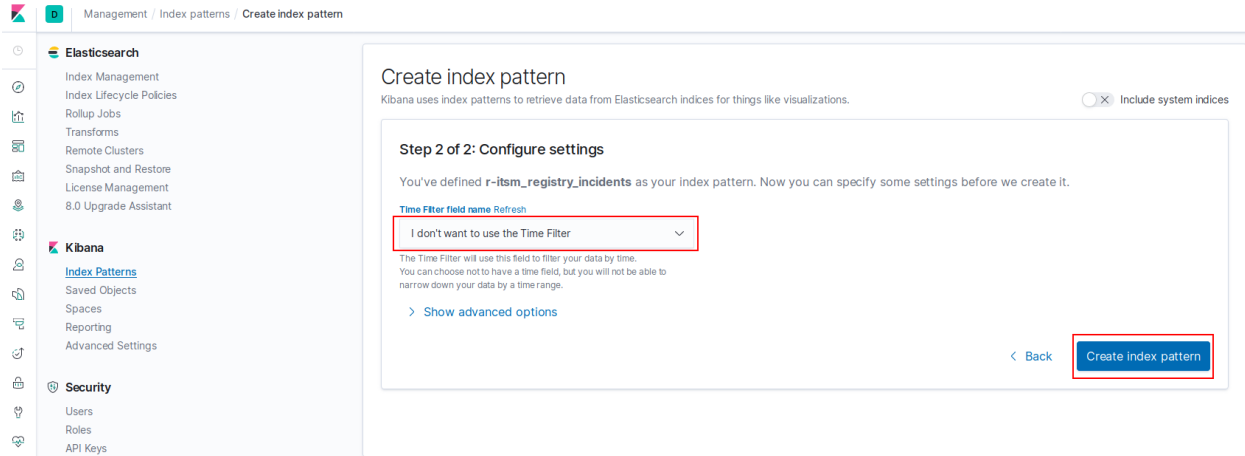 D Management / Index patterns / Create index pattern
Elasticsearch
Index Management
Index Lifecycle Policies
Rollup Jobs
Transforms
Remote Clusters
Snapshot and Restore
License Management
8.0 Upgrade Assistant
Kibana
Index Patterns
Saved Objects
Spaces
Reporting
Advanced Settings
Security
Users
Roles
API Keys
Create index pattern
Kibana uses index patterns to retrieve data from Elasticsearch indices for things like visualizations.
Include system indices
Step 2 of 2: Configure settings
You've defined r-itsm_registry_incidents as your index pattern. Now you can specify some settings before we create it.
Time Filter field name Refresh
I don't want to use the Time Filter
The Time Filter will use this field to filter your data by time.
You can choose not to have a time field, but you will not be able to
narrow down your data by a time range.
Show advanced options
Back
Create index pattern